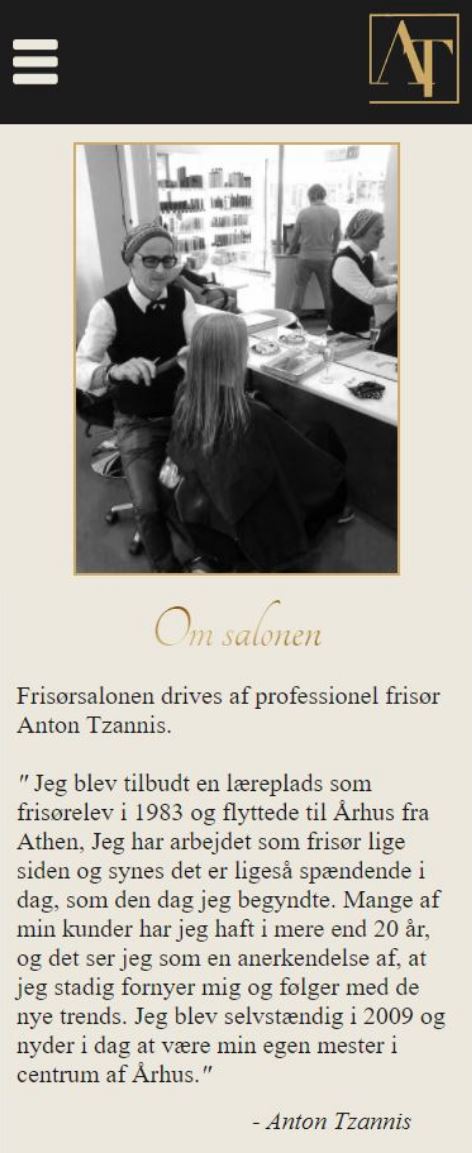 AT
Om salonen
Frisørsalonen drives af professionel frisør
Anton Tzannis.
" Jeg blev tilbudt en læreplads som
frisørelev i 1983 og flyttede til Århus fra
Athen, Jeg har arbejdet som frisør lige
siden og synes det er ligeså spændende i
dag, som den dag jeg begyndte. Mange af
min kunder har jeg haft i mere end 20 år,
og det ser jeg som en anerkendelse af, at
jeg stadig fornyer mig og følger med de
nye trends. Jeg blev selvstændig i 2009 og
nyder i dag at være min egen mester i
centrum af Århus."
- Anton Tzannis